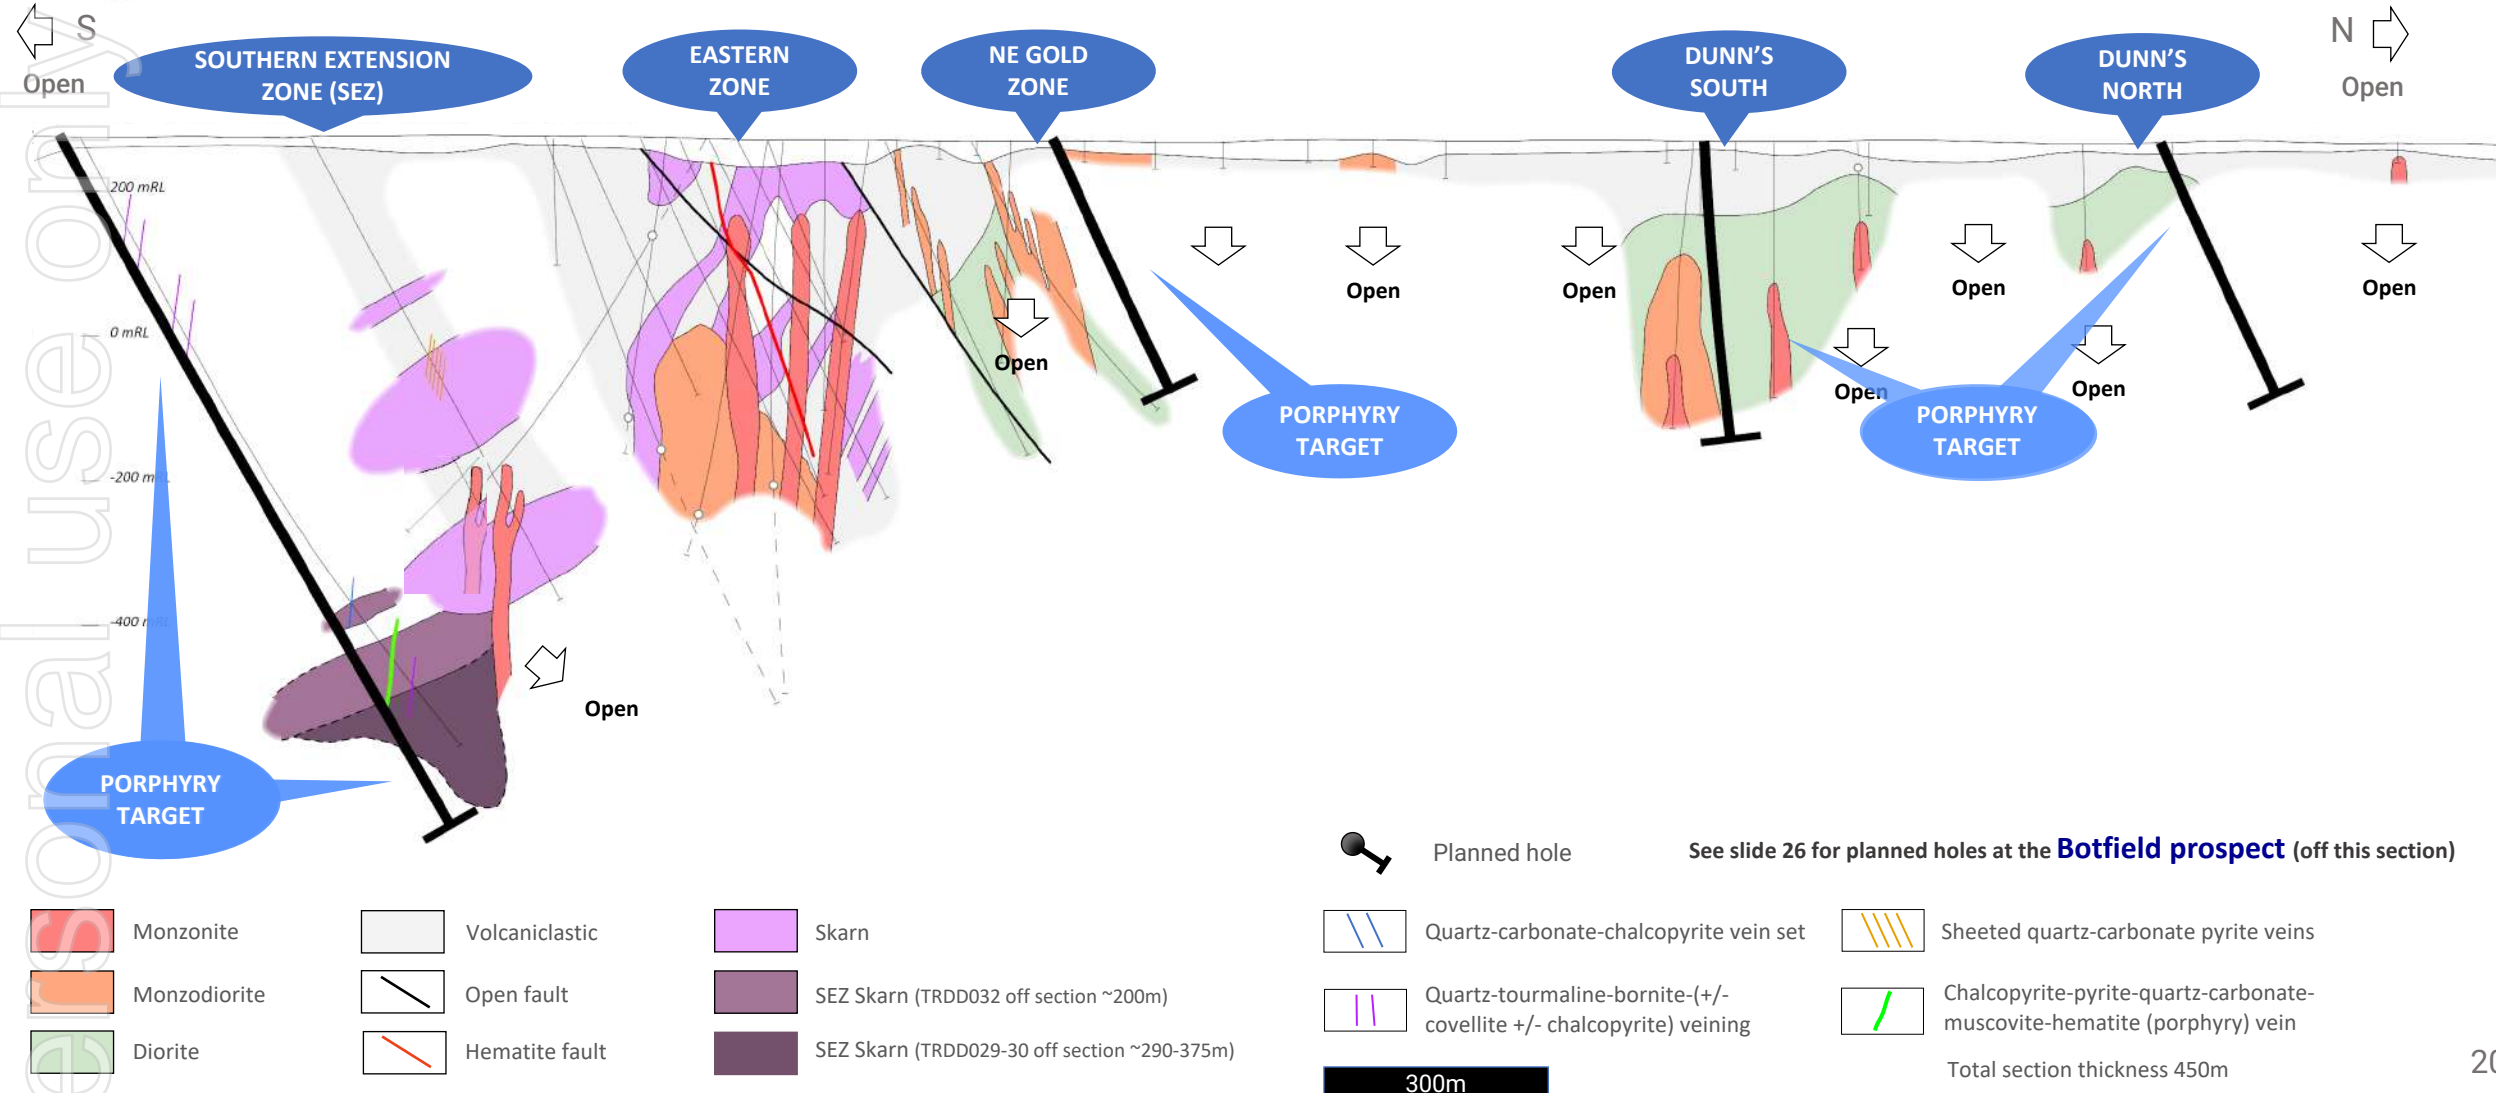 S
Open
SOUTHERN EXTENSION
ZONE (SEZ)
EASTERN
ZONE
NE GOLD
ZONE
DUNN'S
SOUTH
DUNN'S
NORTH
N
Open
200 mRL
0 mRL
-200 m
-400 m
Open
Open
Open
Open
Open
Open
Open
Open
PORPHYRY
TARGET
PORPHYRY
TARGET
PORPHYRY
TARGET
Planned hole
See slide 26 for planned holes at the Botfield prospect (off this section)
Monzonite
Monzodiorite
Diorite
Volcaniclastic
Open fault
Hematite fault
Skarn
SEZ Skarn (TRDD032 off section ~200m)
SEZ Skarn (TRDD029-30 off section ~290-375m)
Quartz-carbonate-chalcopyrite vein set
Quartz-tourmaline-bornite-(+/-
covellite +/- chalcopyrite) veining
300m
Sheeted quartz-carbonate pyrite veins
Chalcopyrite-pyrite-quartz-carbonate-
muscovite-hematite (porphyry) vein
Total section thickness 450m
20
ersonal use only